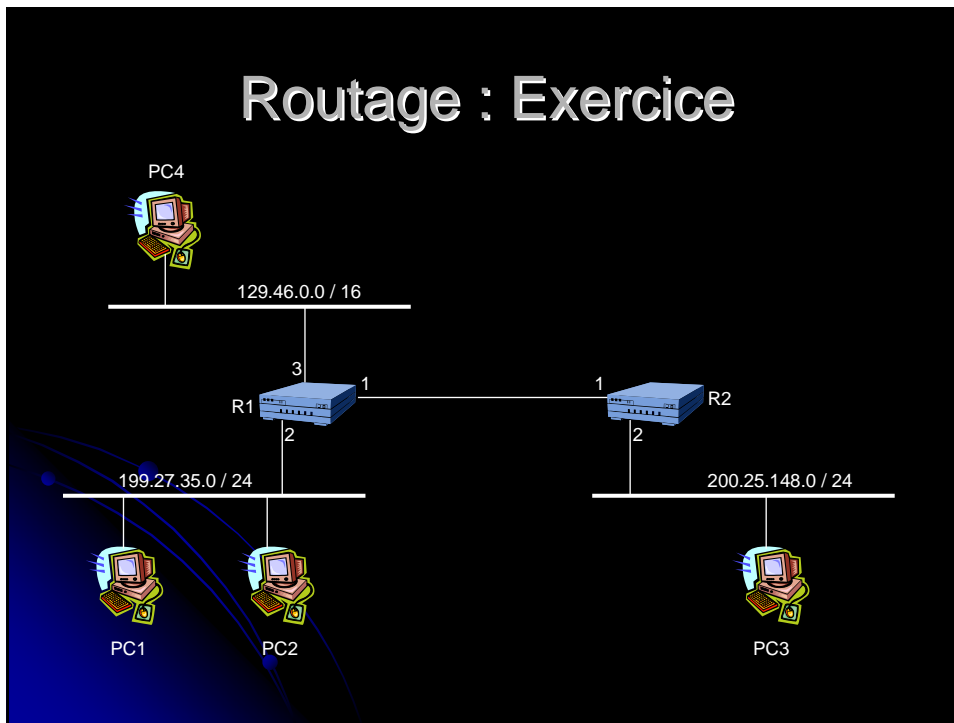 Routage : Exercice
PC4
129.46.0.0 / 16
3
1
1
R1
R2
2
2
199.27.35.0 / 24
200.25.148.0 / 24
PC1
PC2
PC3